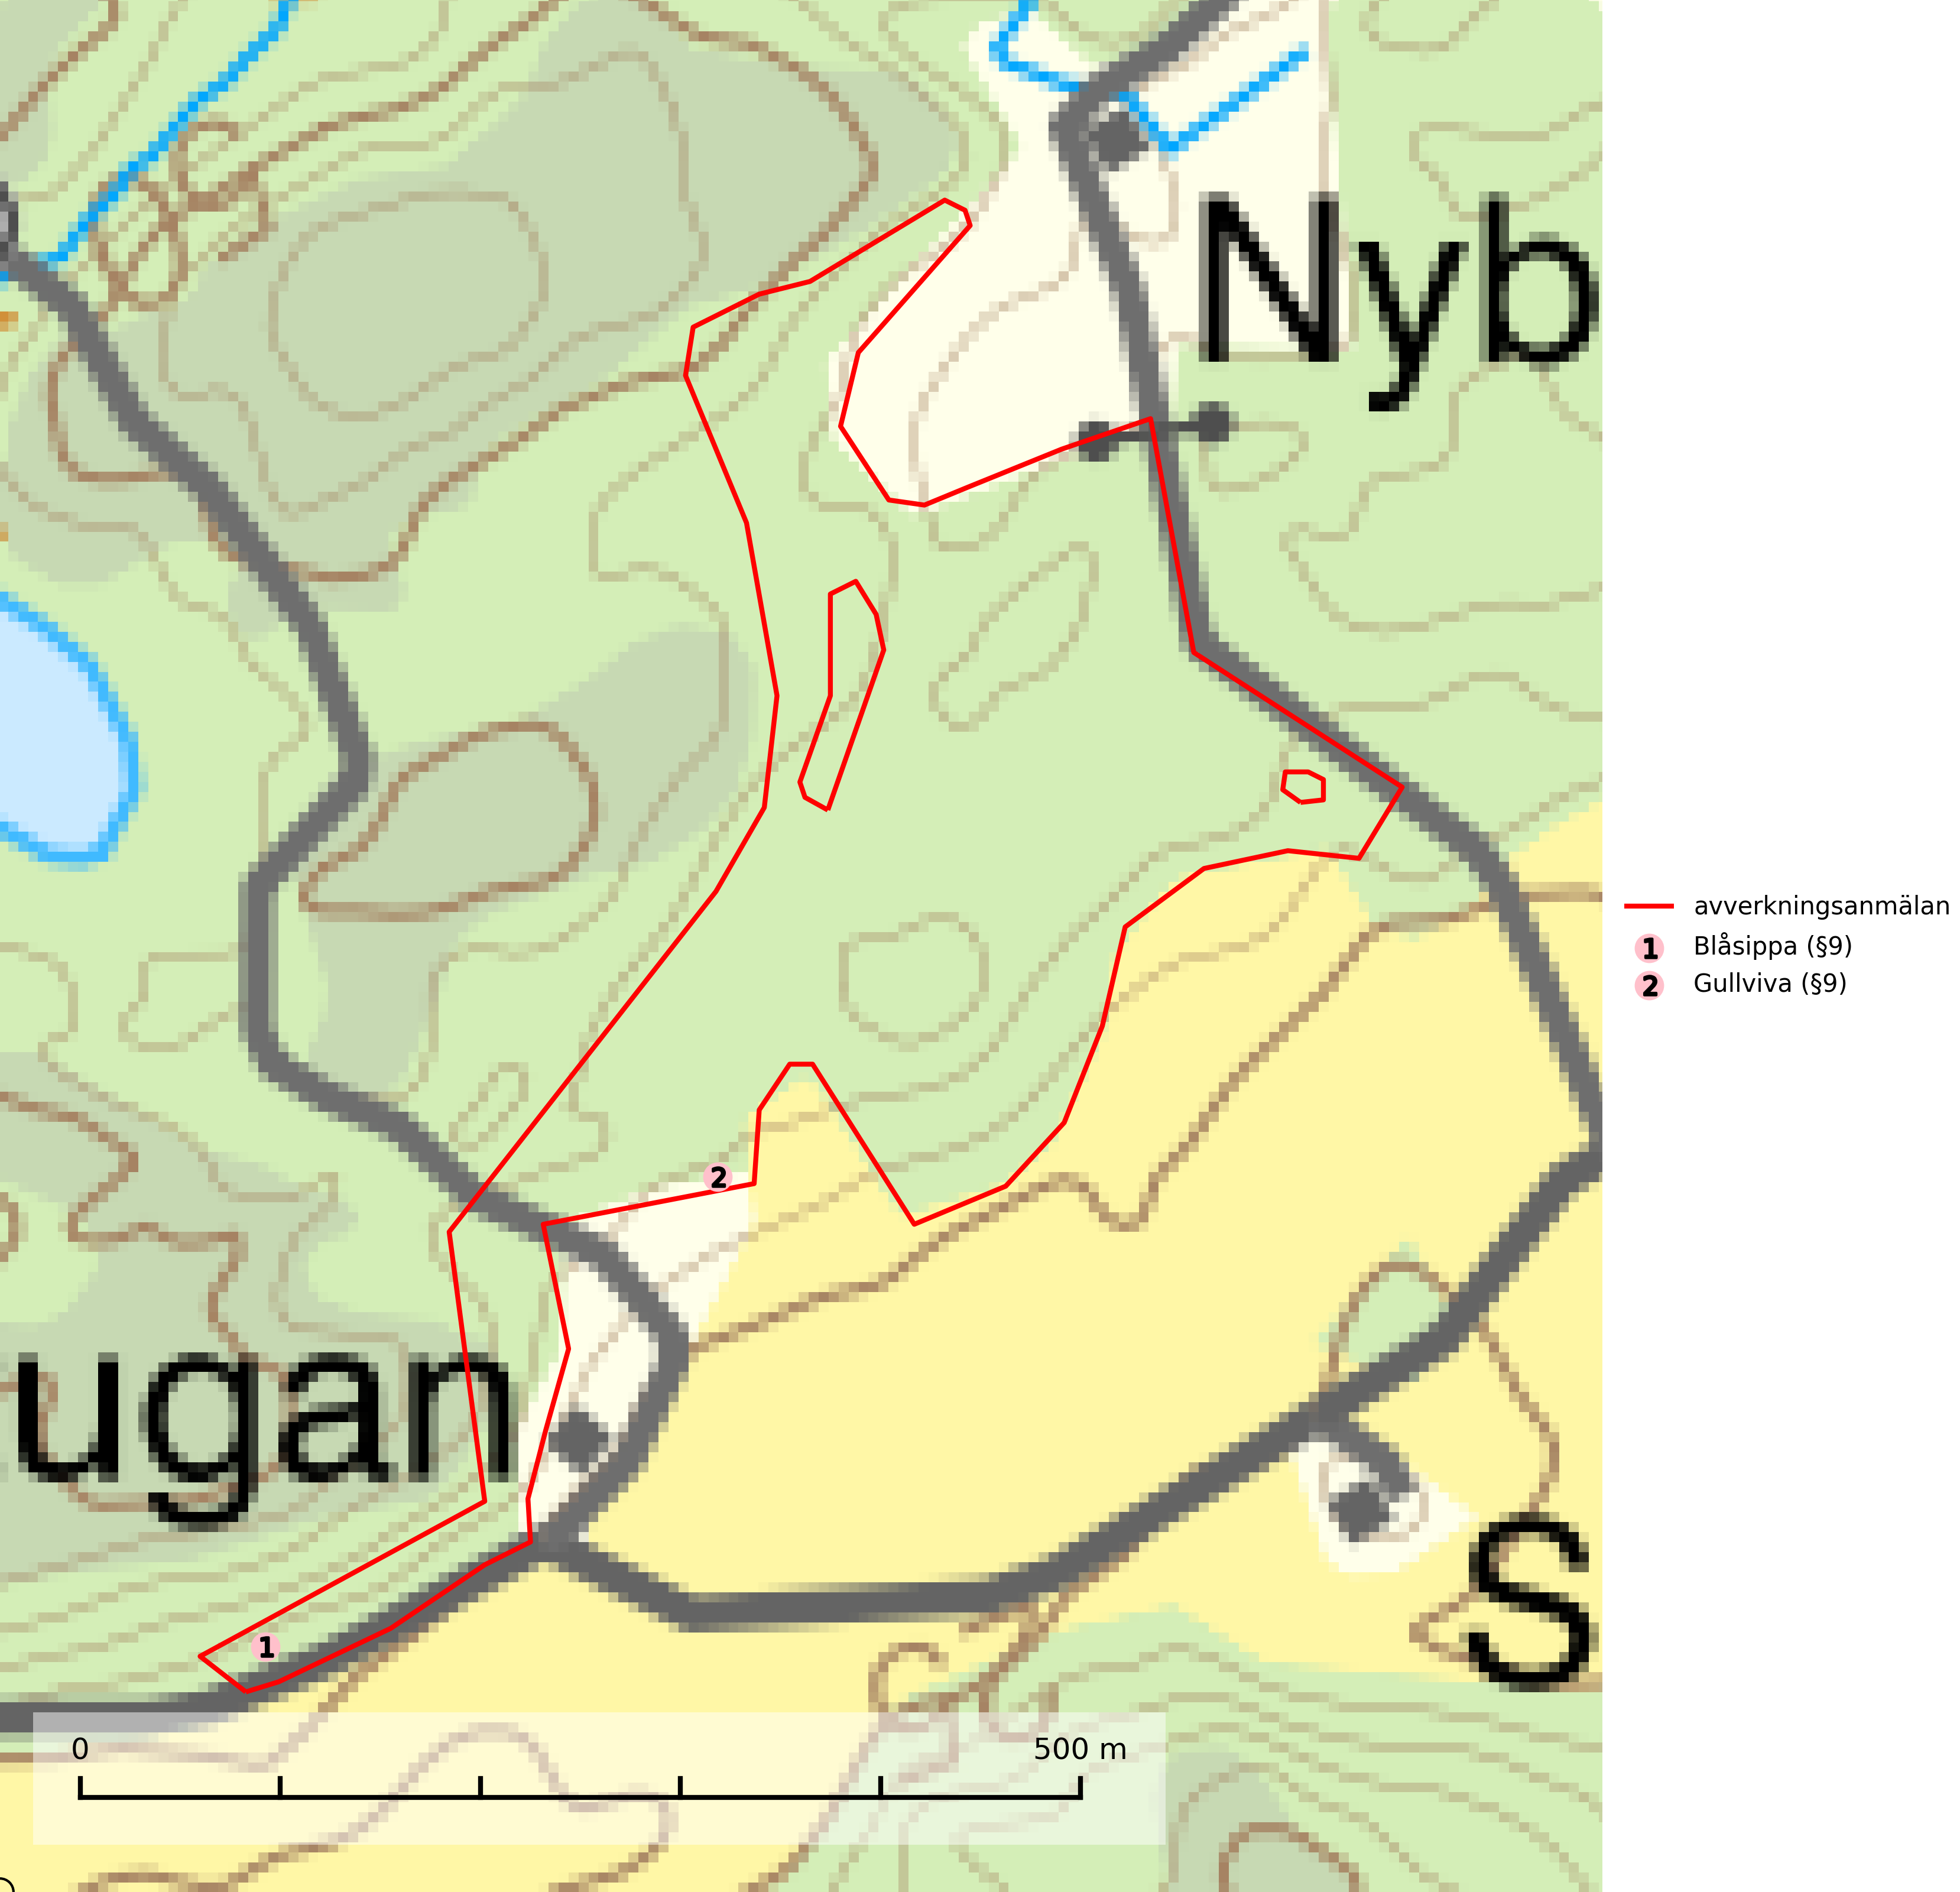 Nyb
avverkningsanmälan
1 Blåsippa (§9)
2 Gullviva (§9)
2
ugan
1
S
0 500 m